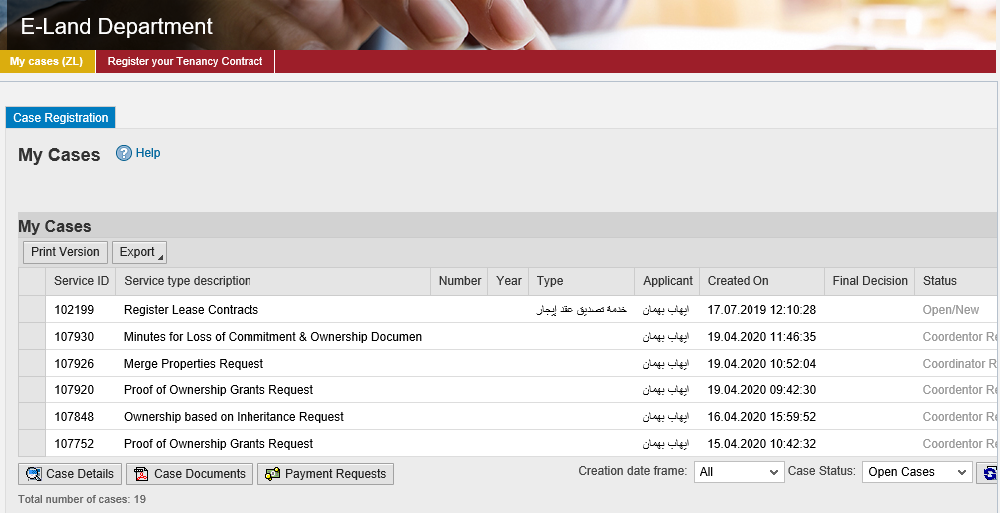 E-Land Department
My cases (ZL) Register your Tenancy Contract
Case Registration
My Cases Help
My Cases
Print Version Export
Service ID Service type description Number Year Type Applicant Created On Final Decision Status
102199 Register Lease Contracts خدمة تصديق عقد إيجار ايهاب بهمان 17.07.2019 12:10:28 Open/New
107930 Minutes for Loss of Commitment & Ownership Documen ايهاب بهمان 19.04.2020 11:46:35 Coordentor Re
107926 Merge Properties Request ايهاب بهمان 19.04.2020 10:52:04 Coordinator R
107920 Proof of Ownership Grants Request ايهاب بهمان 19.04.2020 09:42:30 Coordentor Re
107848 Ownership based on Inheritance Request ايهاب بهمان 16.04.2020 15:59:52 Coordentor Re
107752 Proof of Ownership Grants Request ايهاب بهمان 15.04.2020 10:42:32 Coordentor Re
Case Details Case Documents Payment Requests Creation date frame: All Case Status: Open Cases
Total number of cases: 19